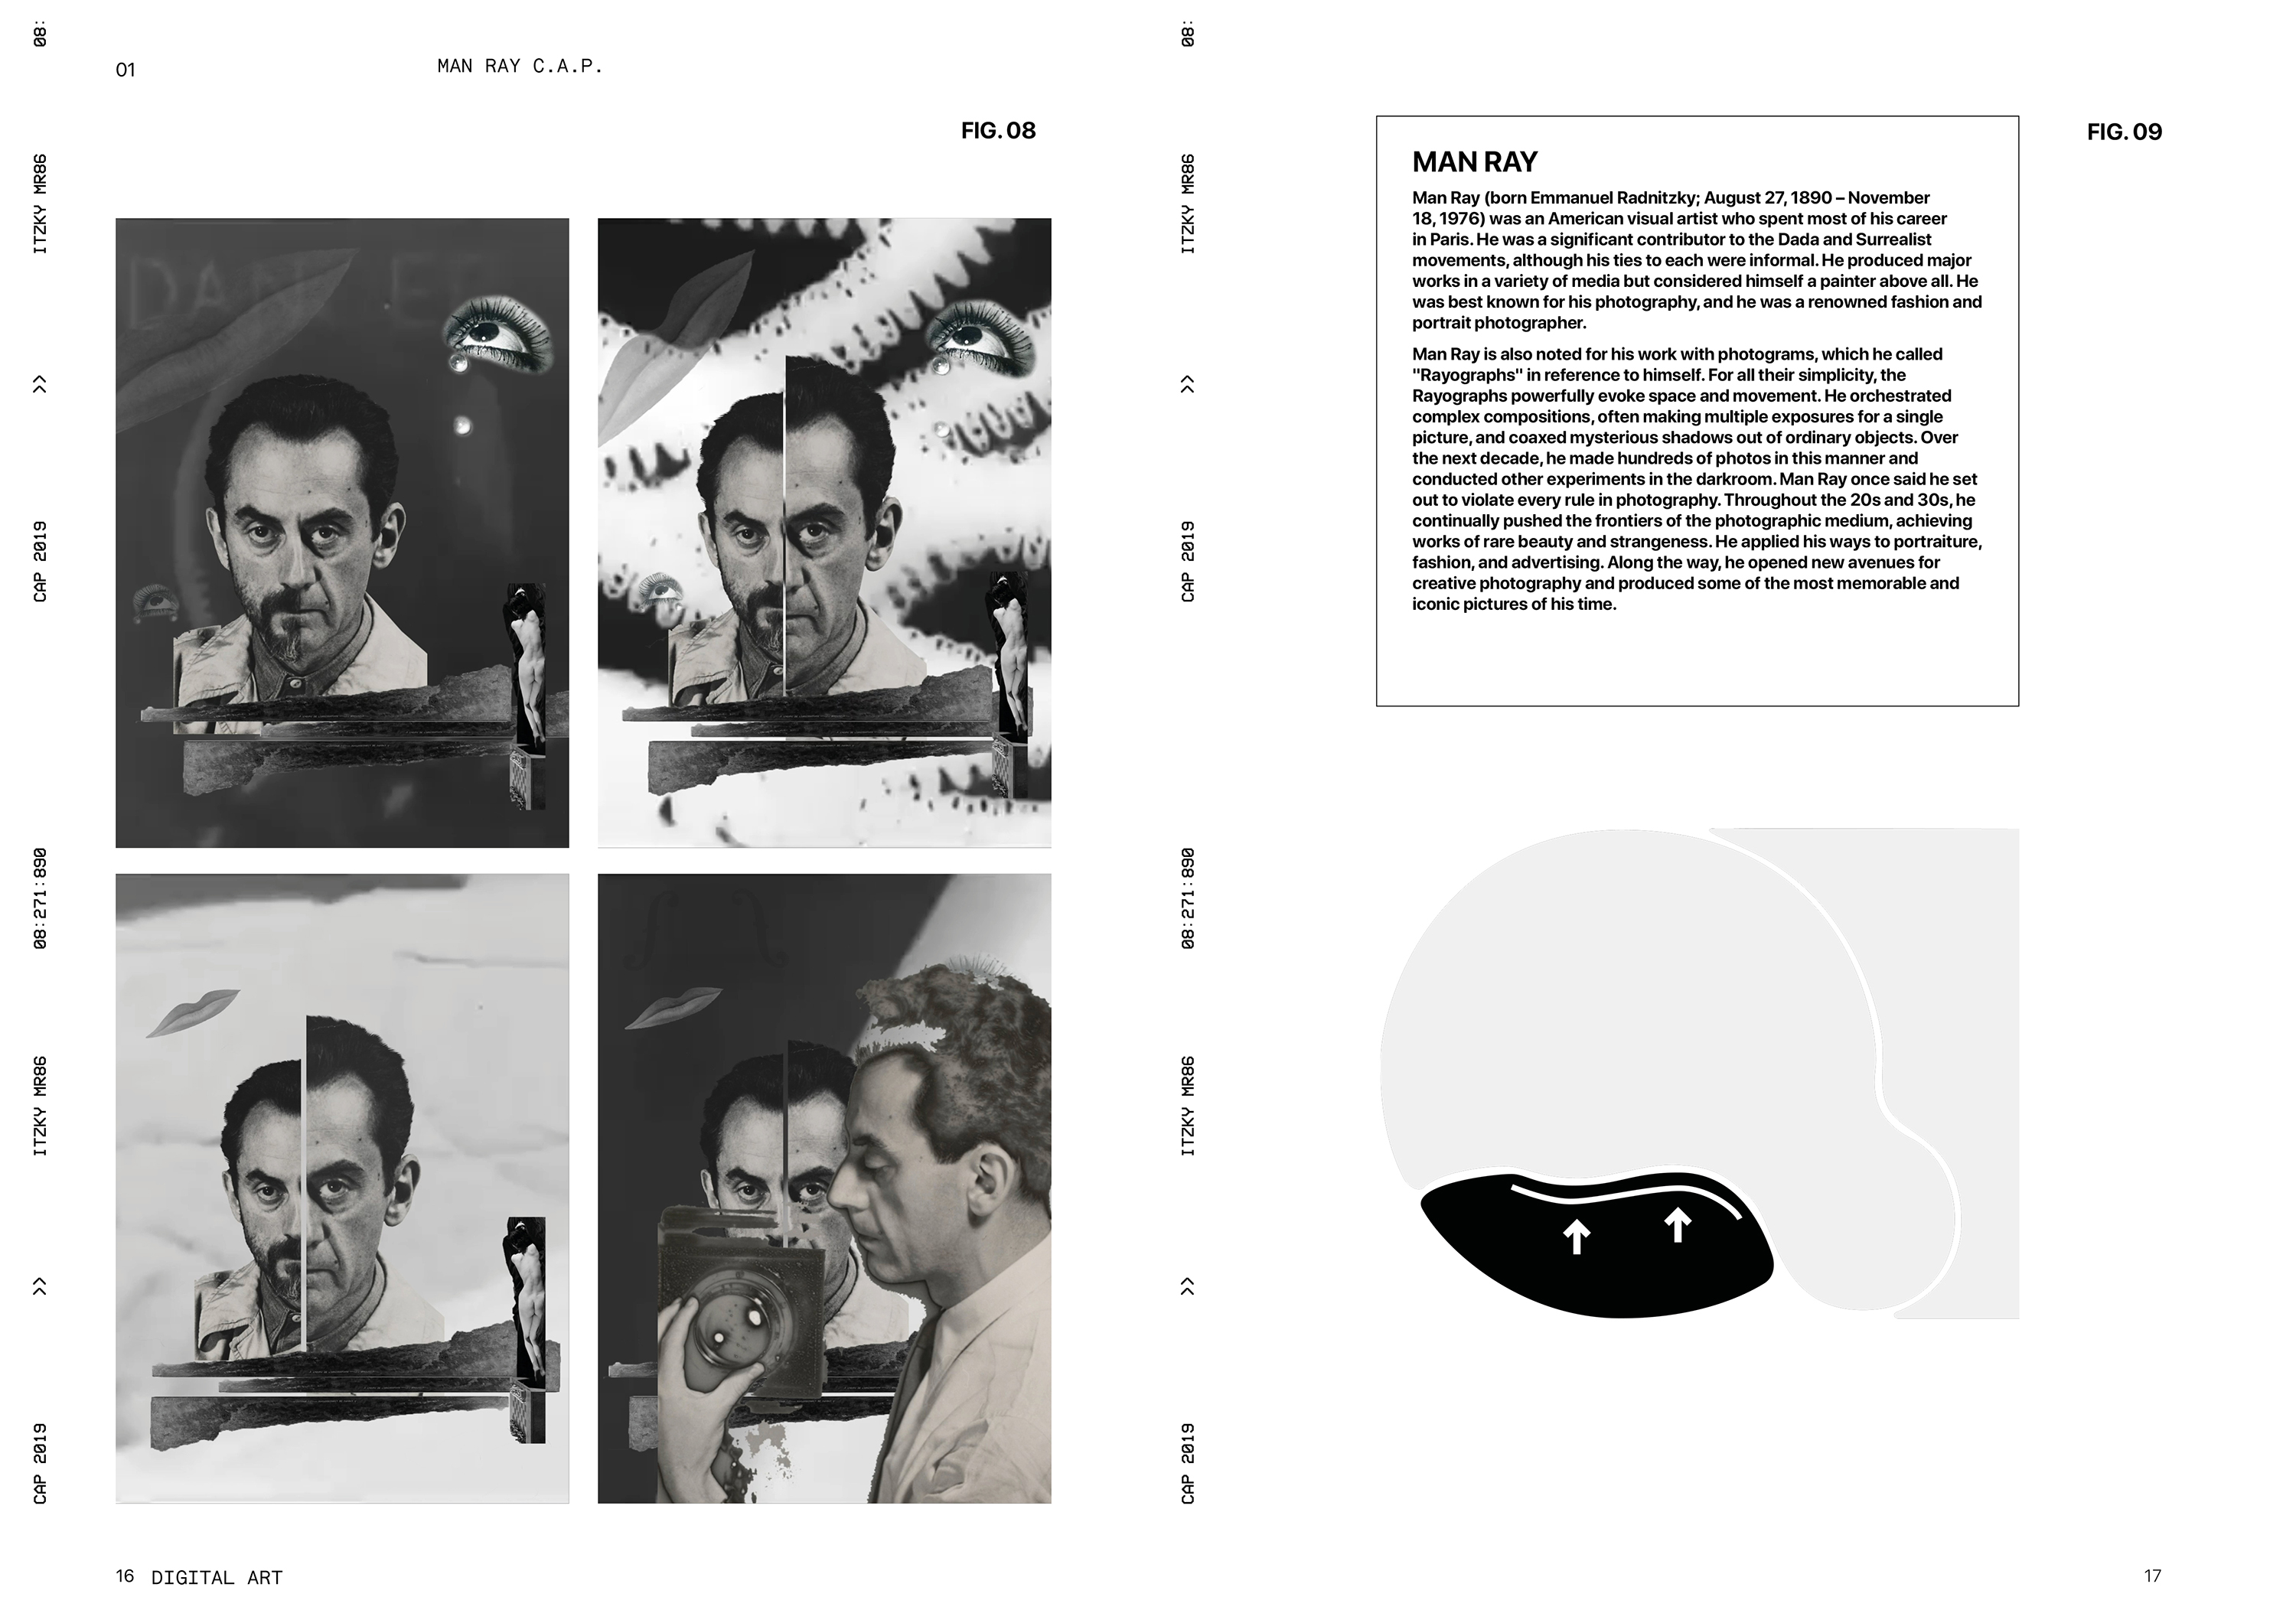 08:
ITZKY MR86
>>
CAP 2019
08:271:890
ITZKY MR86
>>
CAP 2019
01
MAN RAY C.A.P.
FIG. 08
DAN ET
16 DIGITAL ART
08:
ITZKY MR86
>>
CAP 2019
08:271:890
ITZKY MR86
>>
CAP 2019
FIG. 09
MAN RAY
Man Ray (born Emmanuel Radnitzky; August 27, 1890 – November
18, 1976) was an American visual artist who spent most of his career
in Paris. He was a significant contributor to the Dada and Surrealist
movements, although his ties to each were informal. He produced major
works in a variety of media but considered himself a painter above all. He
was best known for his photography, and he was a renowned fashion and
portrait photographer.
Man Ray is also noted for his work with photograms, which he called
"Rayographs" in reference to himself. For all their simplicity, the
Rayographs powerfully evoke space and movement. He orchestrated
complex compositions, often making multiple exposures for a single
picture, and coaxed mysterious shadows out of ordinary objects. Over
the next decade, he made hundreds of photos in this manner and
conducted other experiments in the darkroom. Man Ray once said he set
out to violate every rule in photography. Throughout the 20s and 30s, he
continually pushed the frontiers of the photographic medium, achieving
works of rare beauty and strangeness. He applied his ways to portraiture,
fashion, and advertising. Along the way, he opened new avenues for
creative photography and produced some of the most memorable and
iconic pictures of his time.
17